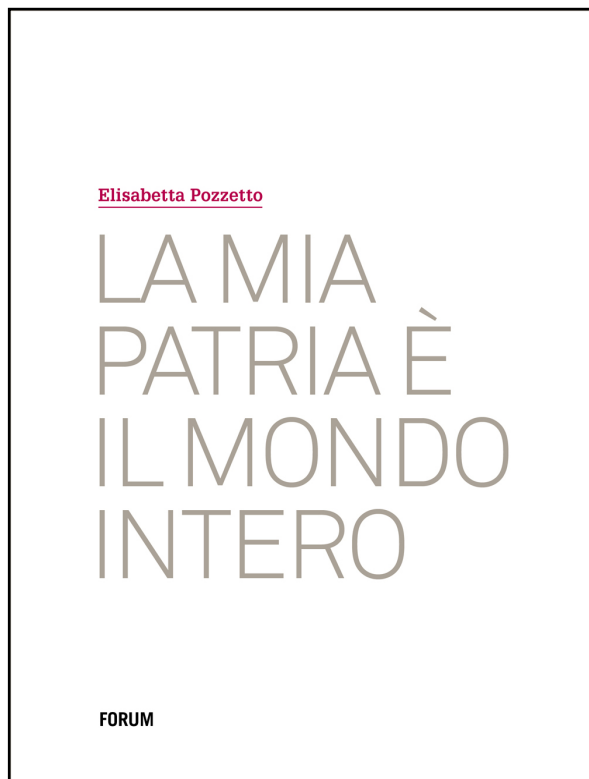 Elisabetta Pozzetto
LA MIA
PATRIA È
IL MONDO
INTERO
FORUM